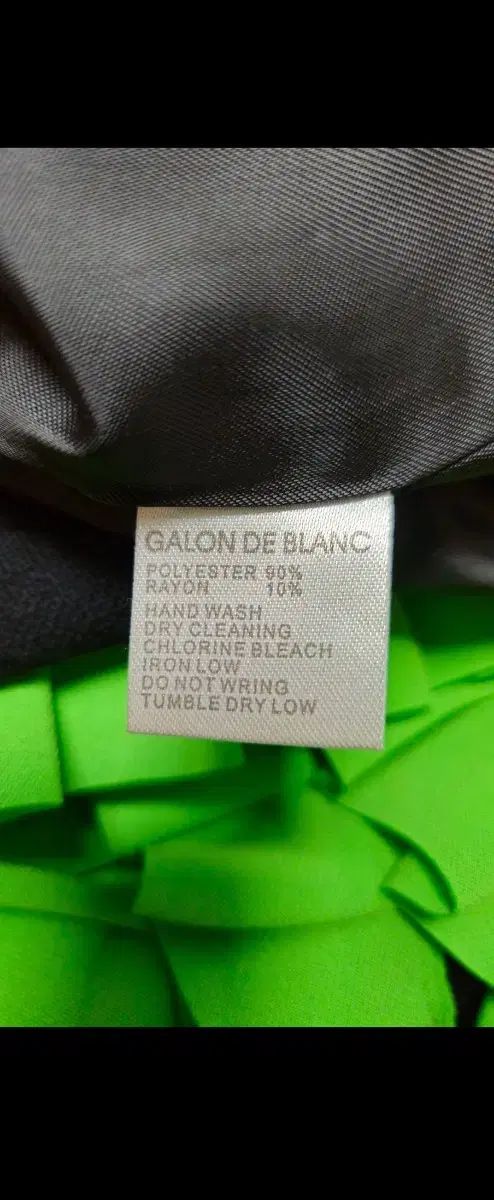 GALON DE BLANC
POLYESTER 90%
RAYON 10%
HAND WASH
DRY CLEANING
CHLORINE BLEACH
IRON LOW
DO NOT WRING
TUMBLE DRY LOW